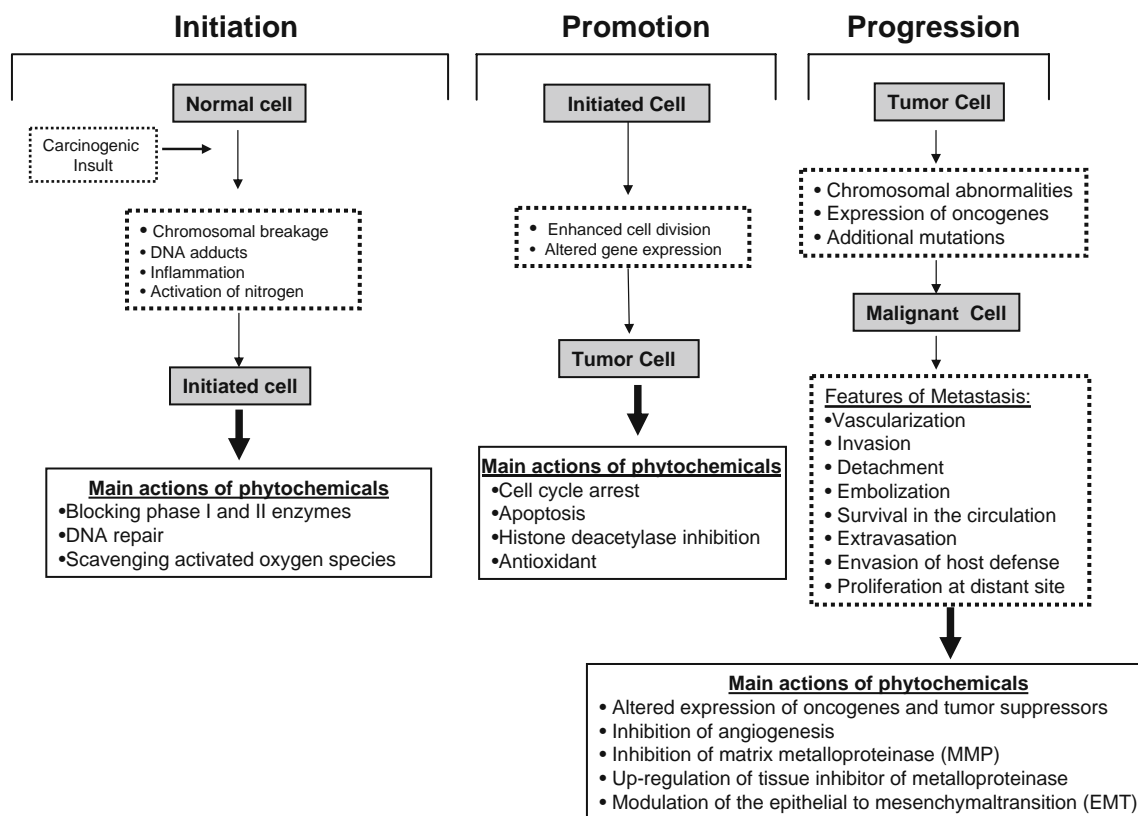 Initiation
Normal cell
Carcinogenic
Insult
• Chromosomal breakage
• DNA adducts
• Inflammation
• Activation of nitrogen
Initiated cell
Main actions of phytochemicals
•Blocking phase I and II enzymes
•DNA repair
•Scavenging activated oxygen species
Promotion
Initiated Cell
• Enhanced cell division
• Altered gene expression
Tumor Cell
Main actions of phytochemicals
•Cell cycle arrest
•Apoptosis
•Histone deacetylase inhibition
•Antioxidant
Progression
Tumor Cell
• Chromosomal abnormalities
• Expression of oncogenes
• Additional mutations
Malignant Cell
Features of Metastasis:
•Vascularization
• Invasion
• Detachment
• Embolization
• Survival in the circulation
• Extravasation
• Envasion of host defense
• Proliferation at distant site
Main actions of phytochemicals
• Altered expression of oncogenes and tumor suppressors
• Inhibition of angiogenesis
• Inhibition of matrix metalloproteinase (MMP)
• Up-regulation of tissue inhibitor of metalloproteinase
• Modulation of the epithelial to mesenchymaltransition (EMT)